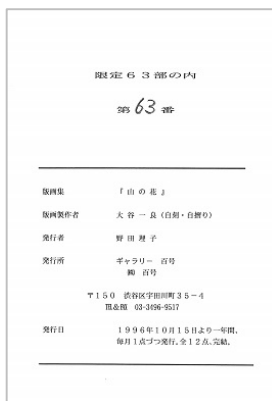 限定63部の内
第63番
版画集 『山の花』
版画製作者 大谷一良(自刻・自摺り)
発行者 野田理子
発行所 ギャラリー 百号
㈱ 百号
〒150 渋谷区宇田川町35-4
℡&℻ 03-3496-9517
発行日 1996年10月15日より一年間、
毎月1点づつ発行。全12点、完結。